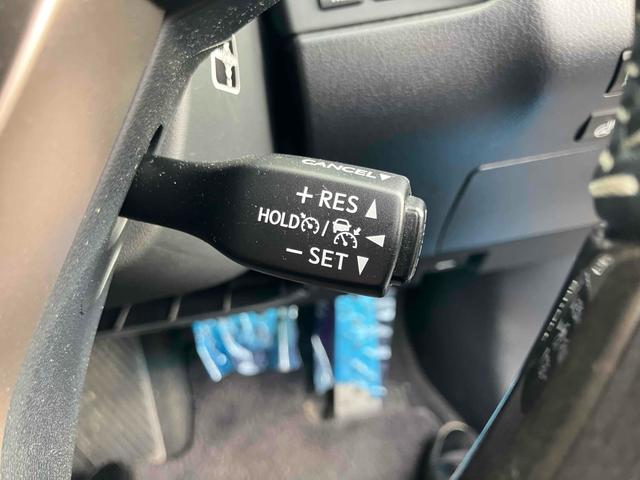 CANCEL▼
+ RES ▲
HOLD / ◀
− SET ▼